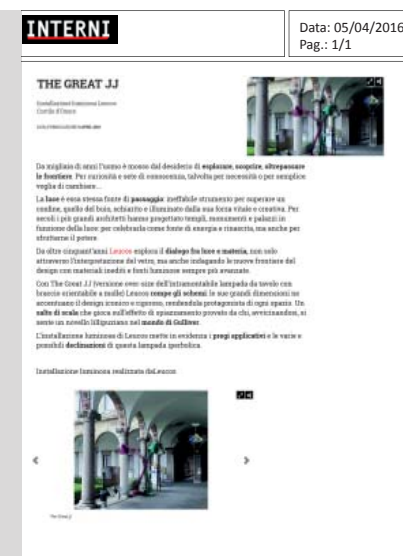 INTERNI
Data: 05/04/2016
Pag.: 1/1
THE GREAT JJ
Installazioni luminosa Leucos
Cortile d'Onore
Da migliaia di anni l'uomo è mosso dal desiderio di esplorare, scoprire, oltrepassare
le frontiere. Per curiosità e sete di conoscenza, talvolta per necessità o per semplice
voglia di cambiare...
La luce è essa stessa fonte di passaggio: ineffabile strumento per superare un
confine, quello del buio, schiarito e illuminato dalla sua forza vitale e creativa. Per
secoli i più grandi architetti hanno progettato templi, monumenti e palazzi in
funzione della luce: per celebrarla come fonte di energia e rinascita, ma anche per
sfruttarne il potere.
Da oltre cinquant'anni Leucos esplora il dialogo fra luce e materia, non solo
attraverso l'interpretazione del vetro, ma anche indagando le nuove frontiere del
design con materiali inediti e fonti luminose sempre più avanzate.
Con The Great JJ (versione over-size dell'intramontabile lampada da tavolo con
braccio orientabile a molle) Leucos rompe gli schemi: le sue grandi dimensioni ne
accentuano il design iconico e rigoroso, rendendola protagonista di ogni spazio. Un
salto di scala che gioca sull'effetto di spiazzamento provato da chi, avvicinandosi, si
sente un novello lillipuziano nel mondo di Gulliver.
L'installazione luminosa di Leucos mette in evidenza i pregi applicativi e le varie e
possibili declinazioni di questa lampada iperbolica.
Installazione luminosa realizzata daLeucos
The Great JJ